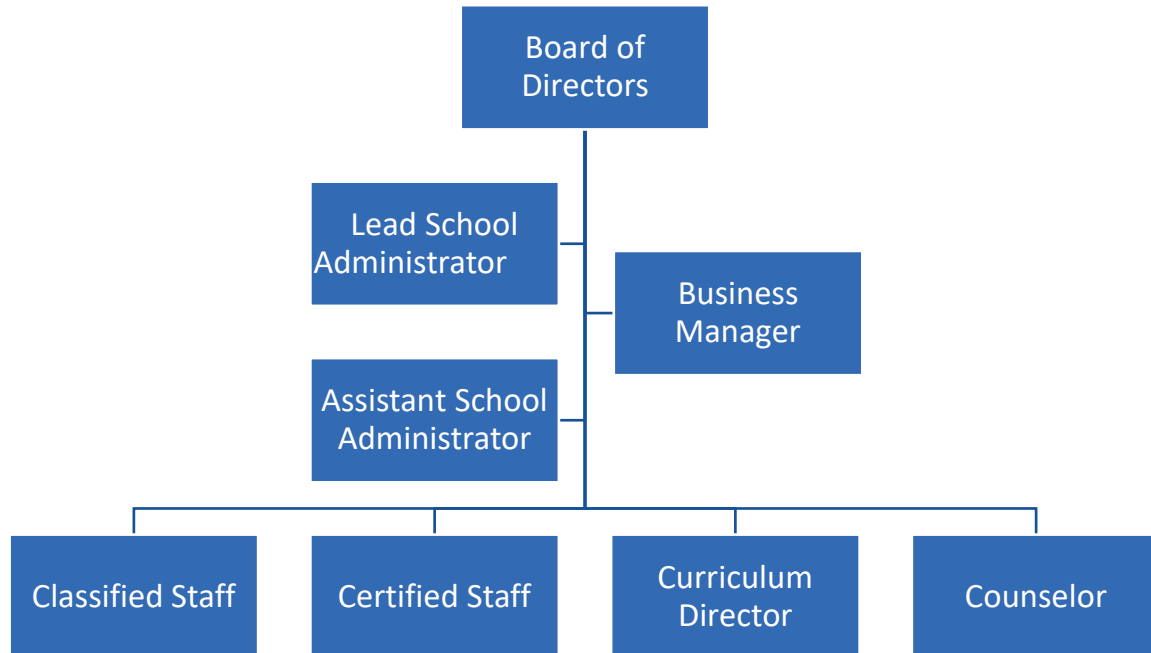 Board of
Directors
Lead School
Administrator
Business
Manager
Assistant School
Administrator
Classified Staff
Certified Staff
Curriculum
Director
Counselor